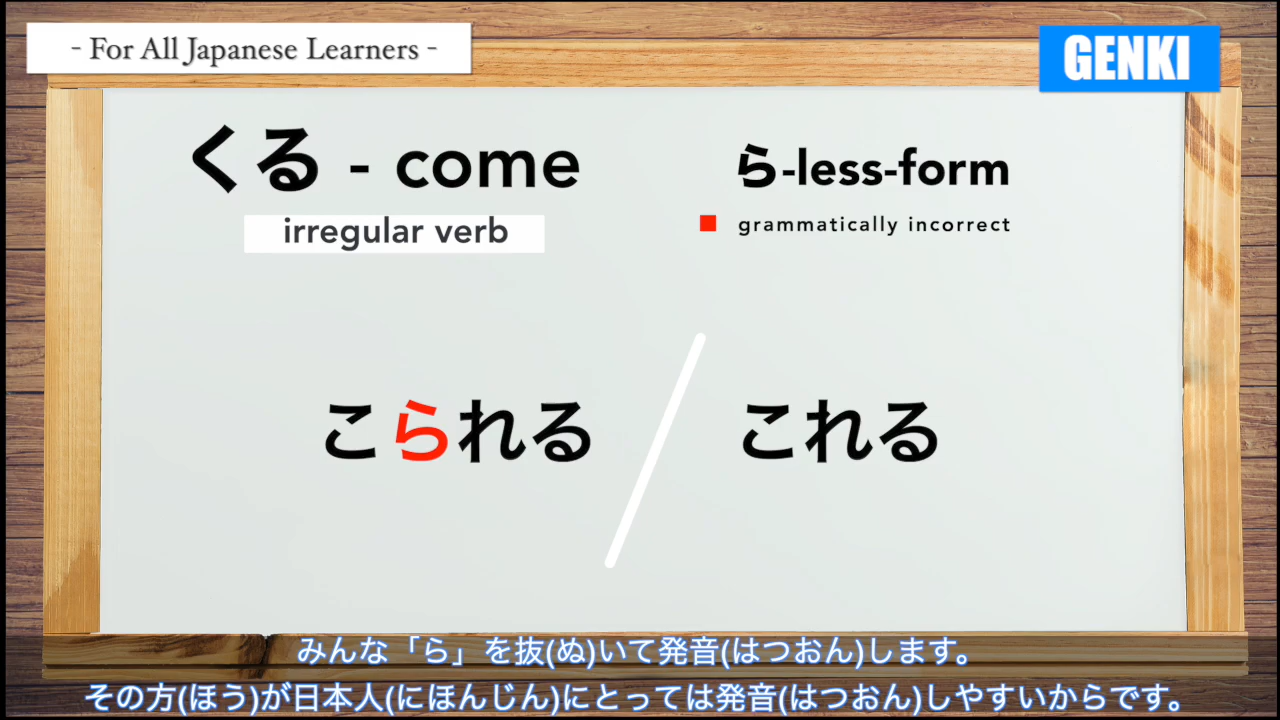 - For All Japanese Learners -
GENKI
くる - come
irregular verb
ら-less-form
grammatically incorrect
こられる
これる
みんな「ら」を抜(ぬ)いて発音(はつおん)します。
その方(ほう)が日本人(にほんじん)にとっては発音(はつおん)しやすいからです。